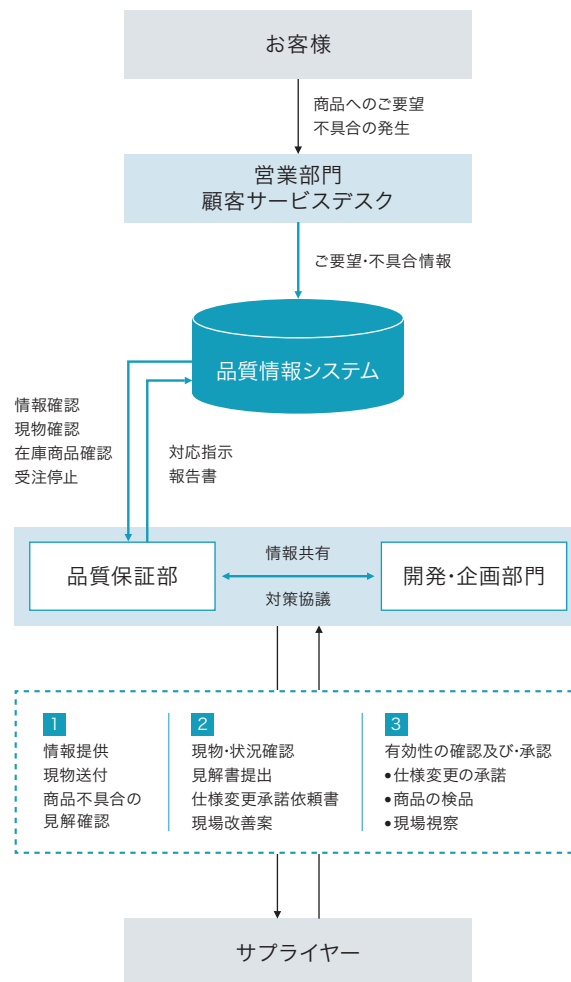 お客様
商品へのご要望
不具合の発生
営業部門
顧客サービスデスク
ご要望・不具合情報
品質情報システム
情報確認
現物確認
在庫商品確認
受注停止
対応指示
報告書
品質保証部
情報共有
対策協議
開発・企画部門
1
情報提供
現物送付
商品不具合の
見解確認
2
現物・状況確認
見解書提出
仕様変更承諾依頼書
現場改善案
3
有効性の確認及び・承認
●仕様変更の承諾
●商品の検品
●現場視察
サプライヤー